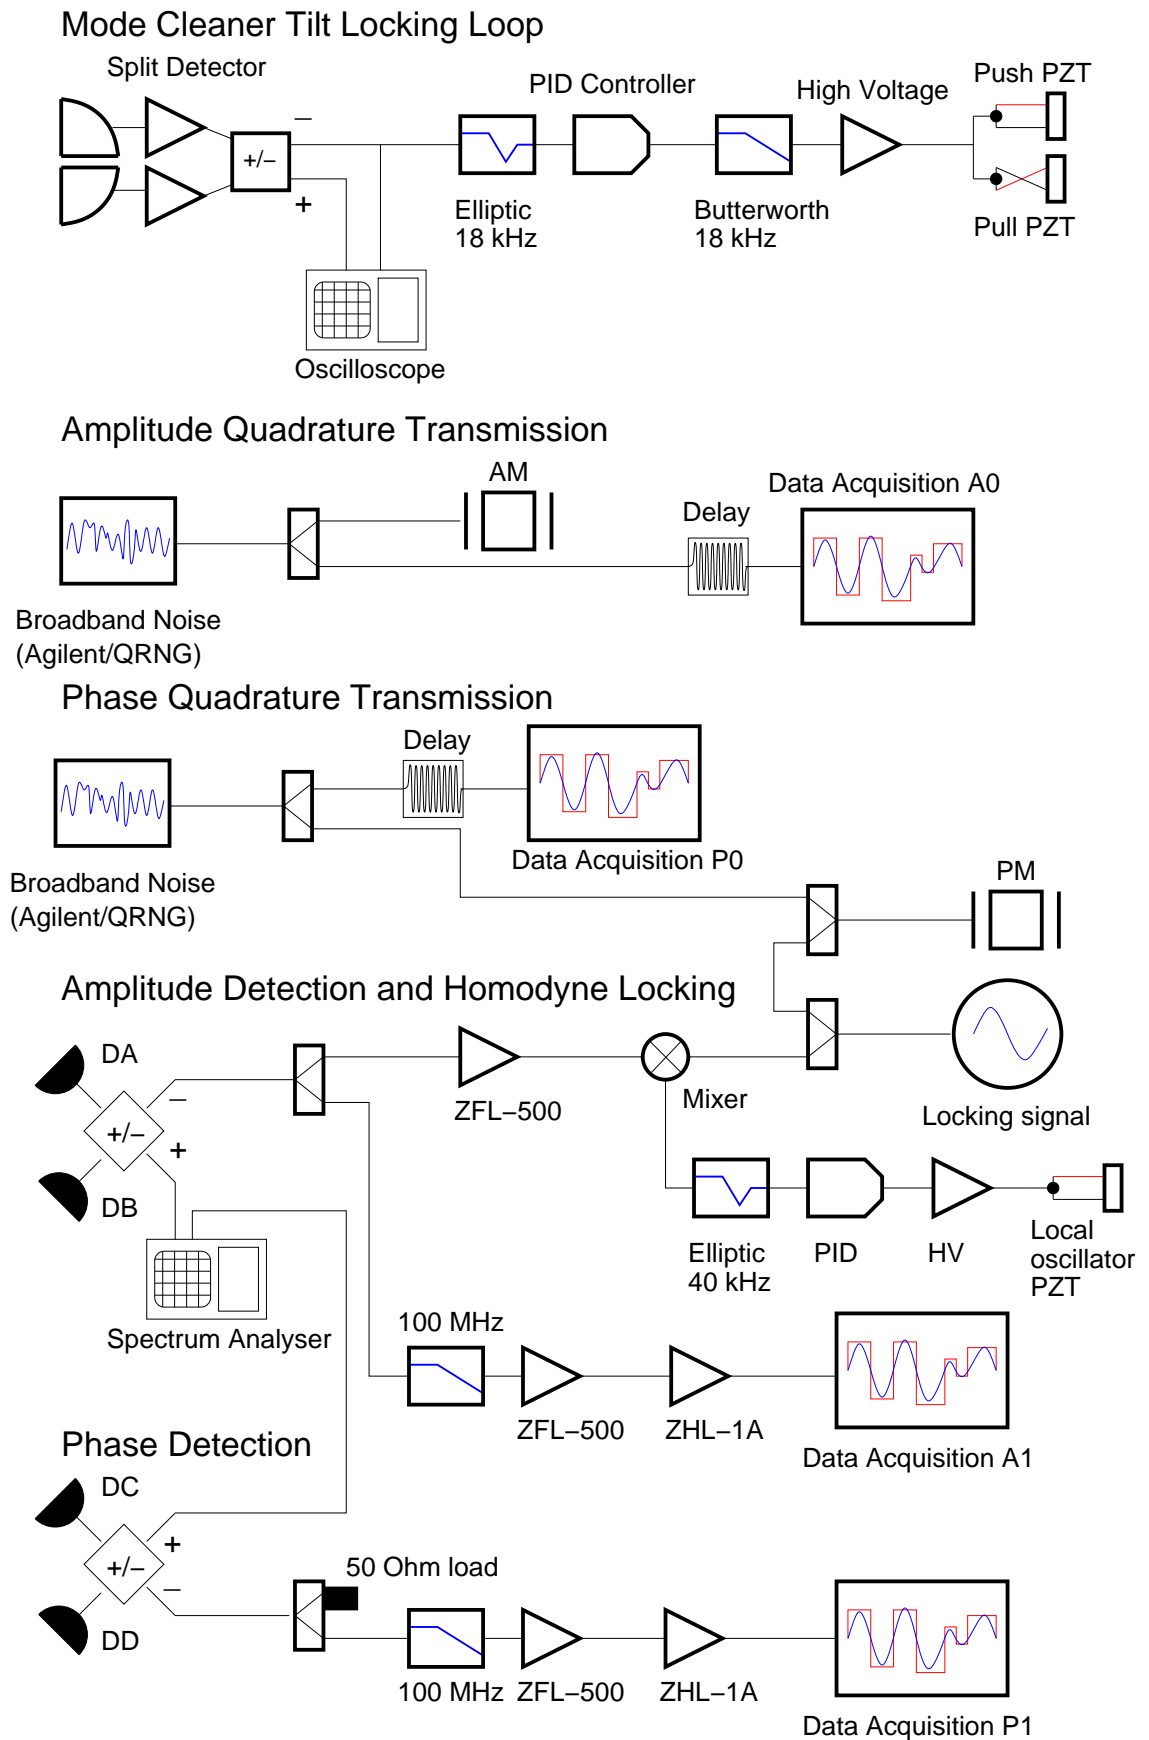 Mode Cleaner Tilt Locking Loop
Split Detector
PID Controller
High Voltage
Push PZT
+/−
−
+
Elliptic
18 kHz
Butterworth
18 kHz
Pull PZT
Oscilloscope
Amplitude Quadrature Transmission
AM
Delay
Data Acquisition A0
Broadband Noise
(Agilent/QRNG)
Phase Quadrature Transmission
Delay
Data Acquisition P0
Broadband Noise
(Agilent/QRNG)
PM
Amplitude Detection and Homodyne Locking
DA
−
+/−
+
DB
ZFL−500
Mixer
Locking signal
Elliptic
40 kHz
PID
HV
Local
oscillator
PZT
Spectrum Analyser
100 MHz
ZFL−500
ZHL−1A
Data Acquisition A1
Phase Detection
DC
+
+/−
−
DD
50 Ohm load
100 MHz
ZFL−500
ZHL−1A
Data Acquisition P1